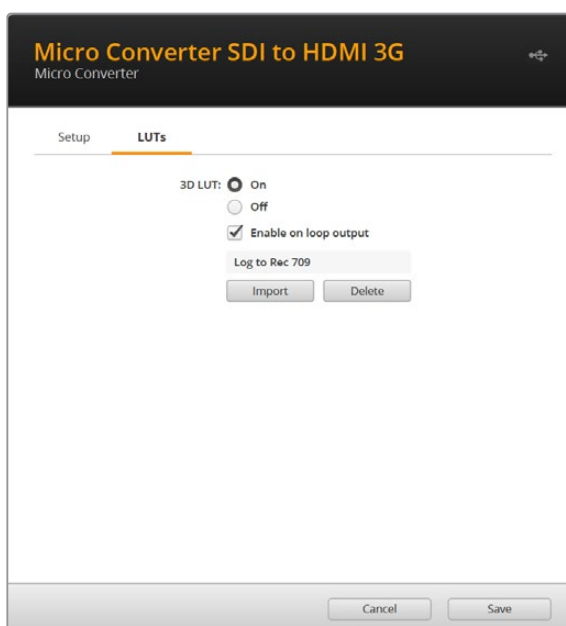 Micro Converter SDI to HDMI 3G
Micro Converter
Setup LUTs
3D LUT: On
Off
Enable on loop output
Log to Rec 709
Import Delete
Cancel Save